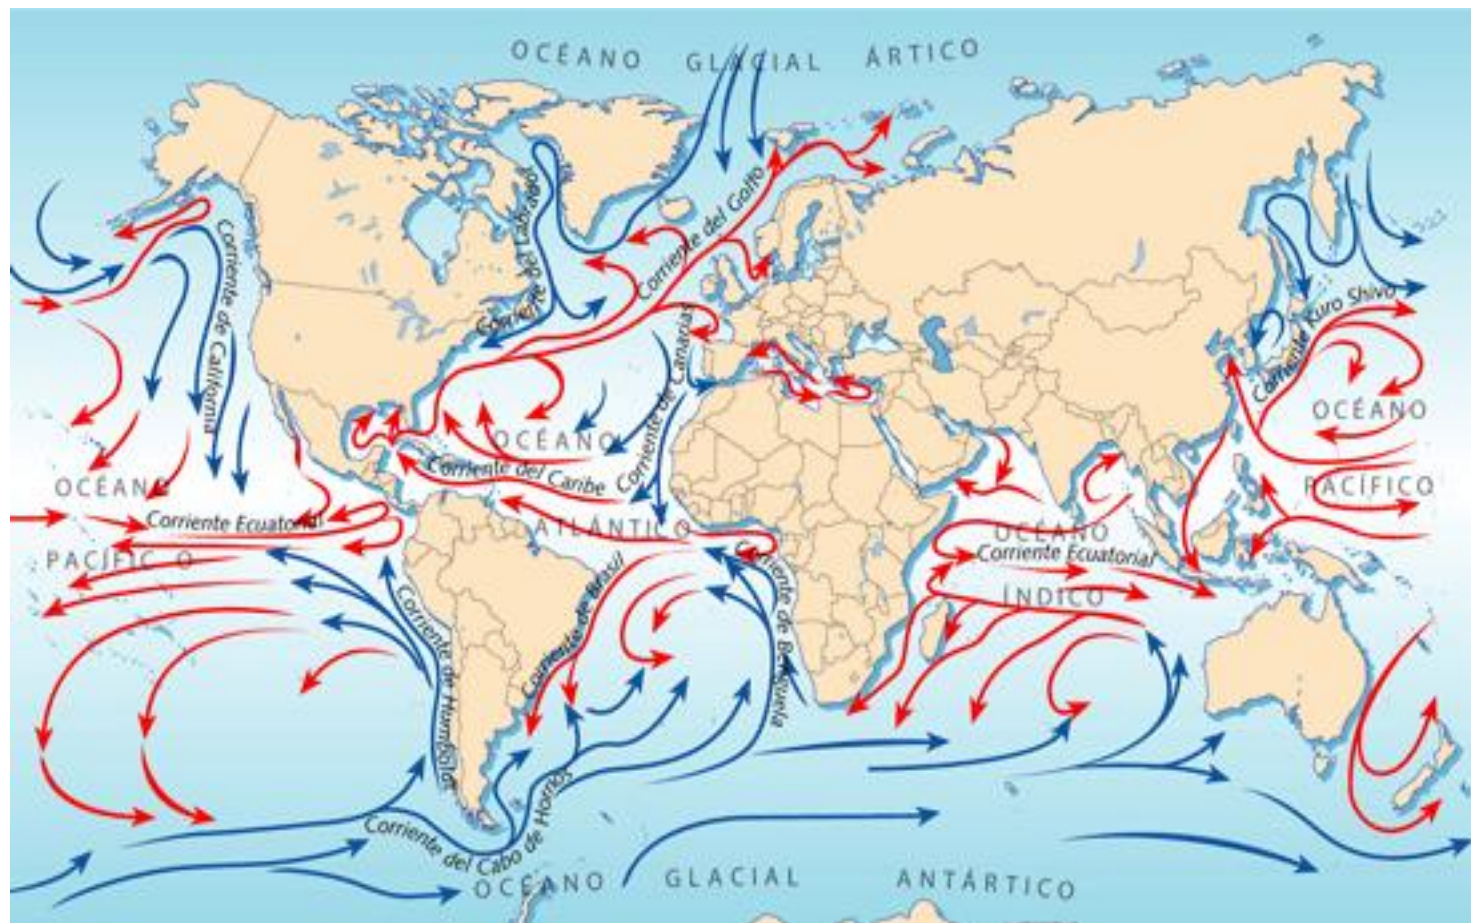 OCÉANO GLACIAL ÁRTICO
Corriente del Labrador
Corriente del Golfo
Corriente de California
Corriente de Canarias
Corriente Kuro Shivo
OCÉANO
PACÍFICO
OCÉANO
ATLÁNTICO
Corriente del Caribe
OCÉANO
PACÍFICO
Corriente Ecuatorial
OCÉANO
ÍNDICO
Corriente Ecuatorial
Corriente de Brasil
Corriente de Benguela
Corriente de Humboldt
Corriente del Cabo de Hornos
OCÉANO GLACIAL ANTÁRTICO